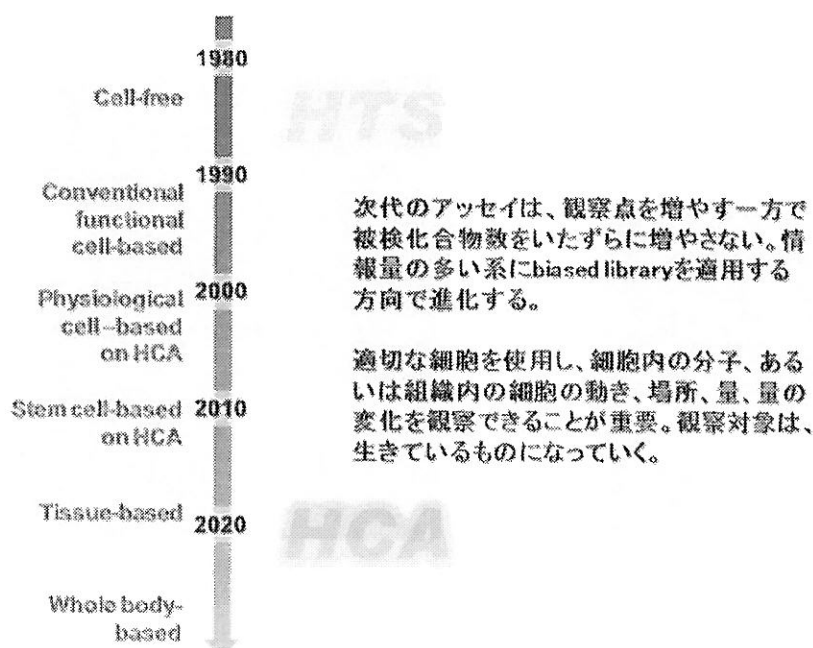 1980
Cell-free
HTS
1990
Conventional
functional
cell-based
次代のアッセイは、観察点を増やす一方で
被検化合物数をいたずらに増やさない。情
報量の多い系にbiased libraryを適用する
方向で進化する。
2000
Physiological
cell–based
on HCA
適切な細胞を使用し、細胞内の分子、ある
いは組織内の細胞の動き、場所、量、量の
変化を観察できることが重要。観察対象は、
生きているものになっていく。
Stem cell-based
on HCA
2010
Tissue-based
2020
HCA
Whole body-
based